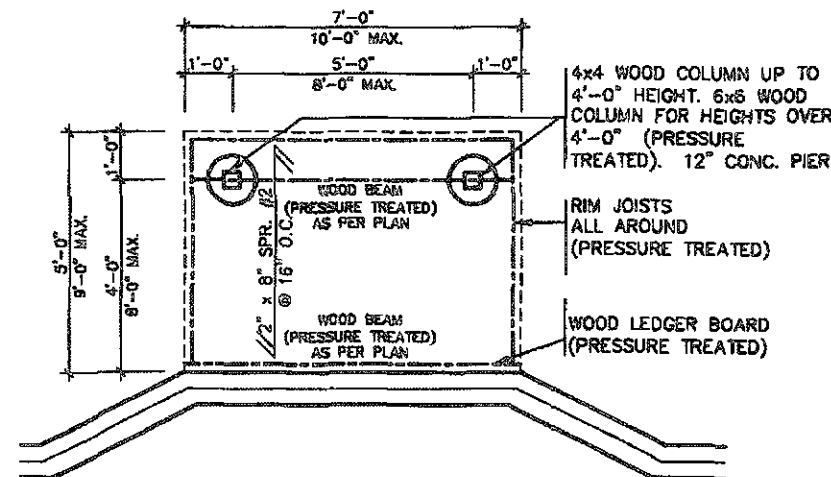 7'-0"
10'-0" MAX.
1'-0"
5'-0"
1'-0"
8'-0" MAX.
4x4 WOOD COLUMN UP TO
4'-0" HEIGHT. 6x6 WOOD
COLUMN FOR HEIGHTS OVER
4'-0" (PRESSURE
TREATED). 12" CONC. PIER
RIM JOISTS
ALL AROUND
(PRESSURE TREATED)
WOOD LEDGER BOARD
(PRESSURE TREATED)
5'-0"
9'-0" MAX.
1'-0"
4'-0"
8'-0" MAX.
2" x 8" SPR. #2
@ 16" O.C.
WOOD BEAM
(PRESSURE TREATED)
AS PER PLAN
WOOD BEAM
(PRESSURE TREATED)
AS PER PLAN